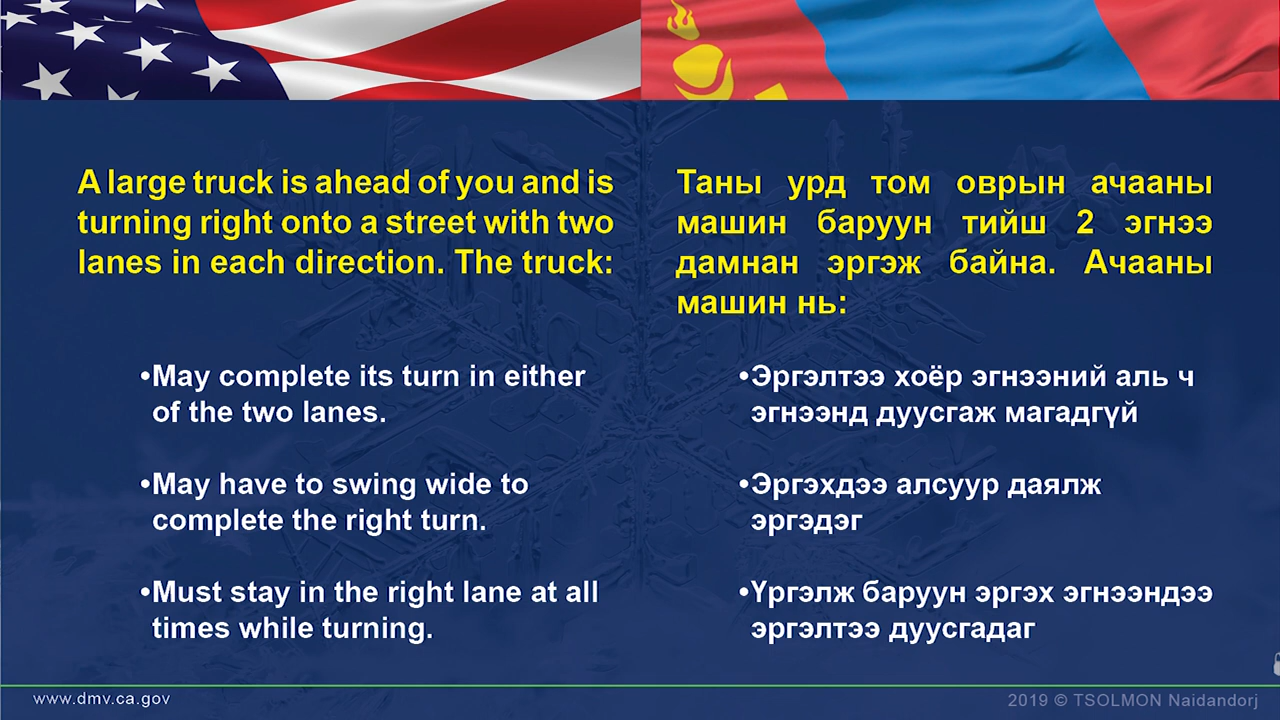 A large truck is ahead of you and is
turning right onto a street with two
lanes in each direction. The truck:
•May complete its turn in either
of the two lanes.
•May have to swing wide to
complete the right turn.
•Must stay in the right lane at all
times while turning.
Таны урд том оврын ачааны
машин баруун тийш 2 эгнээ
дамнан эргэж байна. Ачааны
машин нь:
•Эргэлтээ хоёр эгнээний аль ч
эгнээнд дуусгаж магадгүй
•Эргэхдээ алсуур даялж
эргэдэг
•Үргэлж баруун эргэх эгнээндээ
эргэлтээ дуусгадаг
www.dmv.ca.gov
2019 © TSOLMON Naidandorj